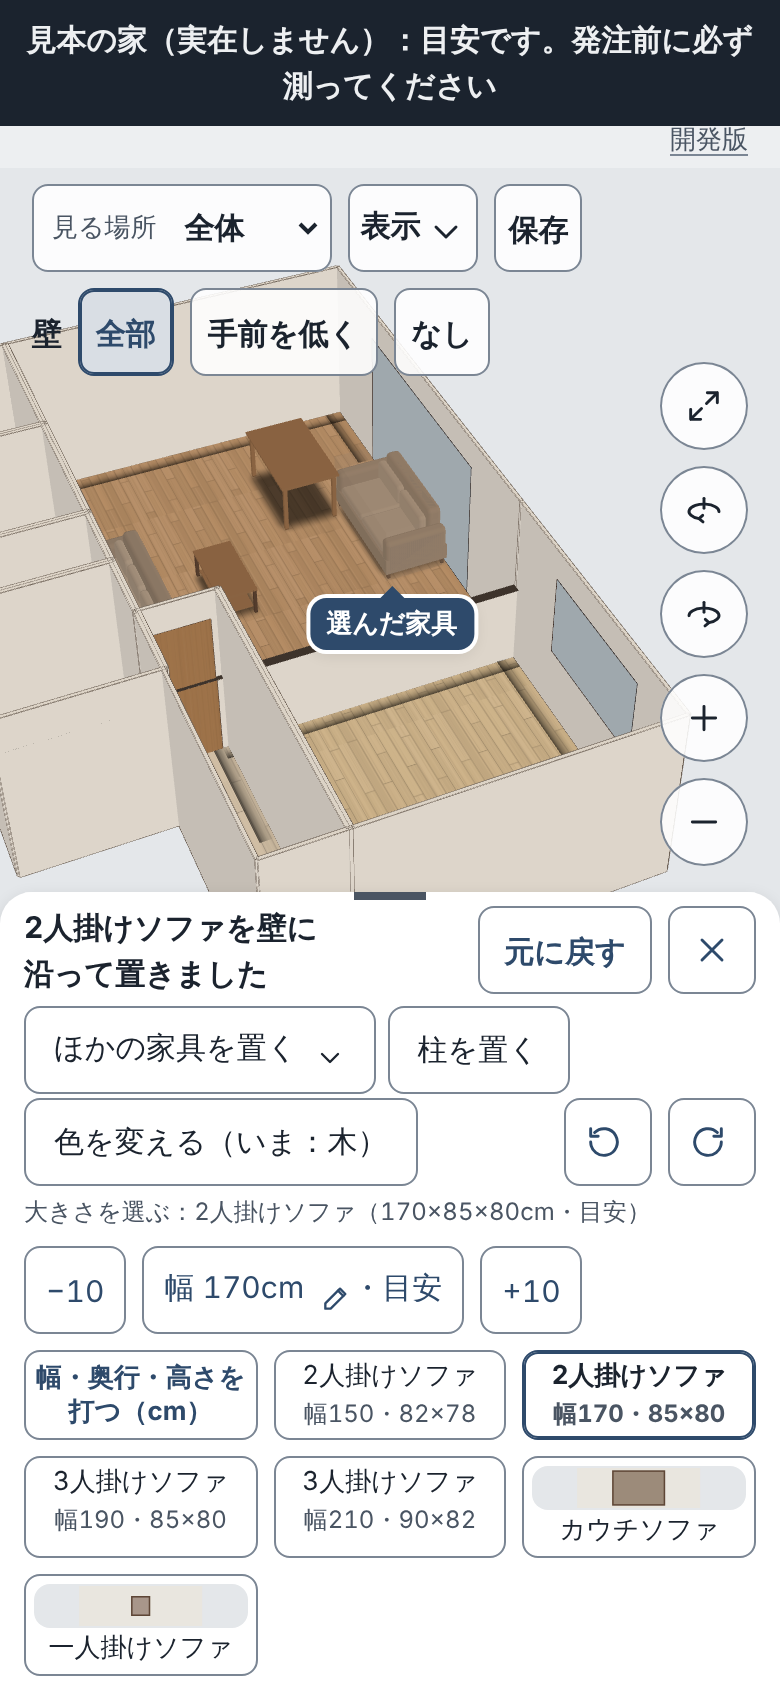 見本の家（実在しません）：目安です。発注前に必ず
測ってください
開発版
見る場所 全体
表示
保存
壁
全部
手前を低く
なし
選んだ家具
2人掛けソファを壁に
沿って置きました
元に戻す
ほかの家具を置く
柱を置く
色を変える（いま：木）
大きさを選ぶ：2人掛けソファ（170×85×80cm・目安）
−10
幅 170cm ・目安
+10
幅・奥行・高さを
打つ（cm）
2人掛けソファ
幅150・82×78
2人掛けソファ
幅170・85×80
3人掛けソファ
幅190・85×80
3人掛けソファ
幅210・90×82
カウチソファ
一人掛けソファ